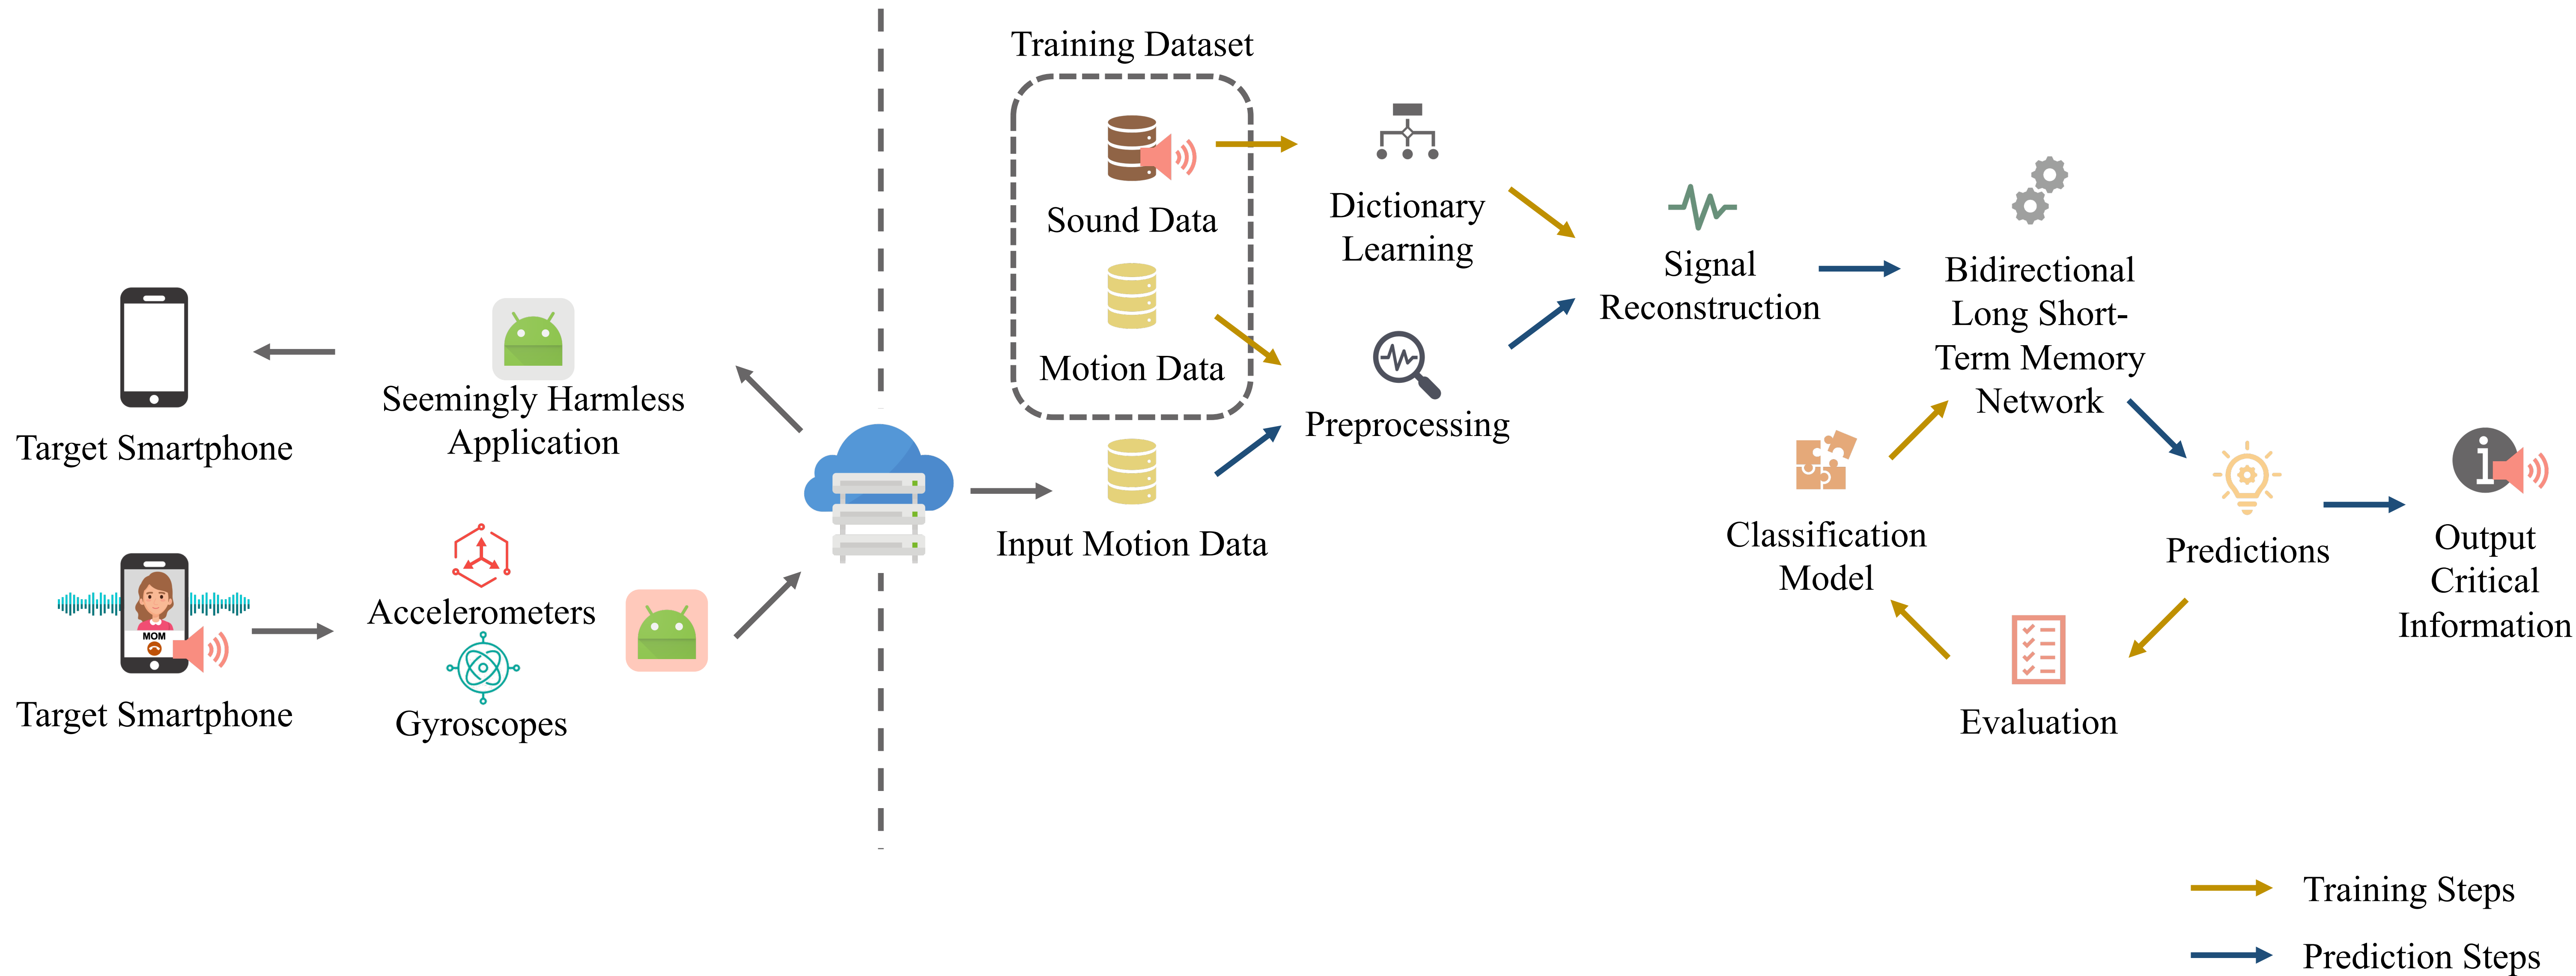 Training Dataset
Sound Data
Motion Data
Input Motion Data
Target Smartphone
Seemingly Harmless
Application
Target Smartphone
MOM
Accelerometers
Gyroscopes
Dictionary
Learning
Preprocessing
Signal
Reconstruction
Bidirectional
Long Short-
Term Memory
Network
Classification
Model
Evaluation
Predictions
Output
Critical
Information
Training Steps
Prediction Steps